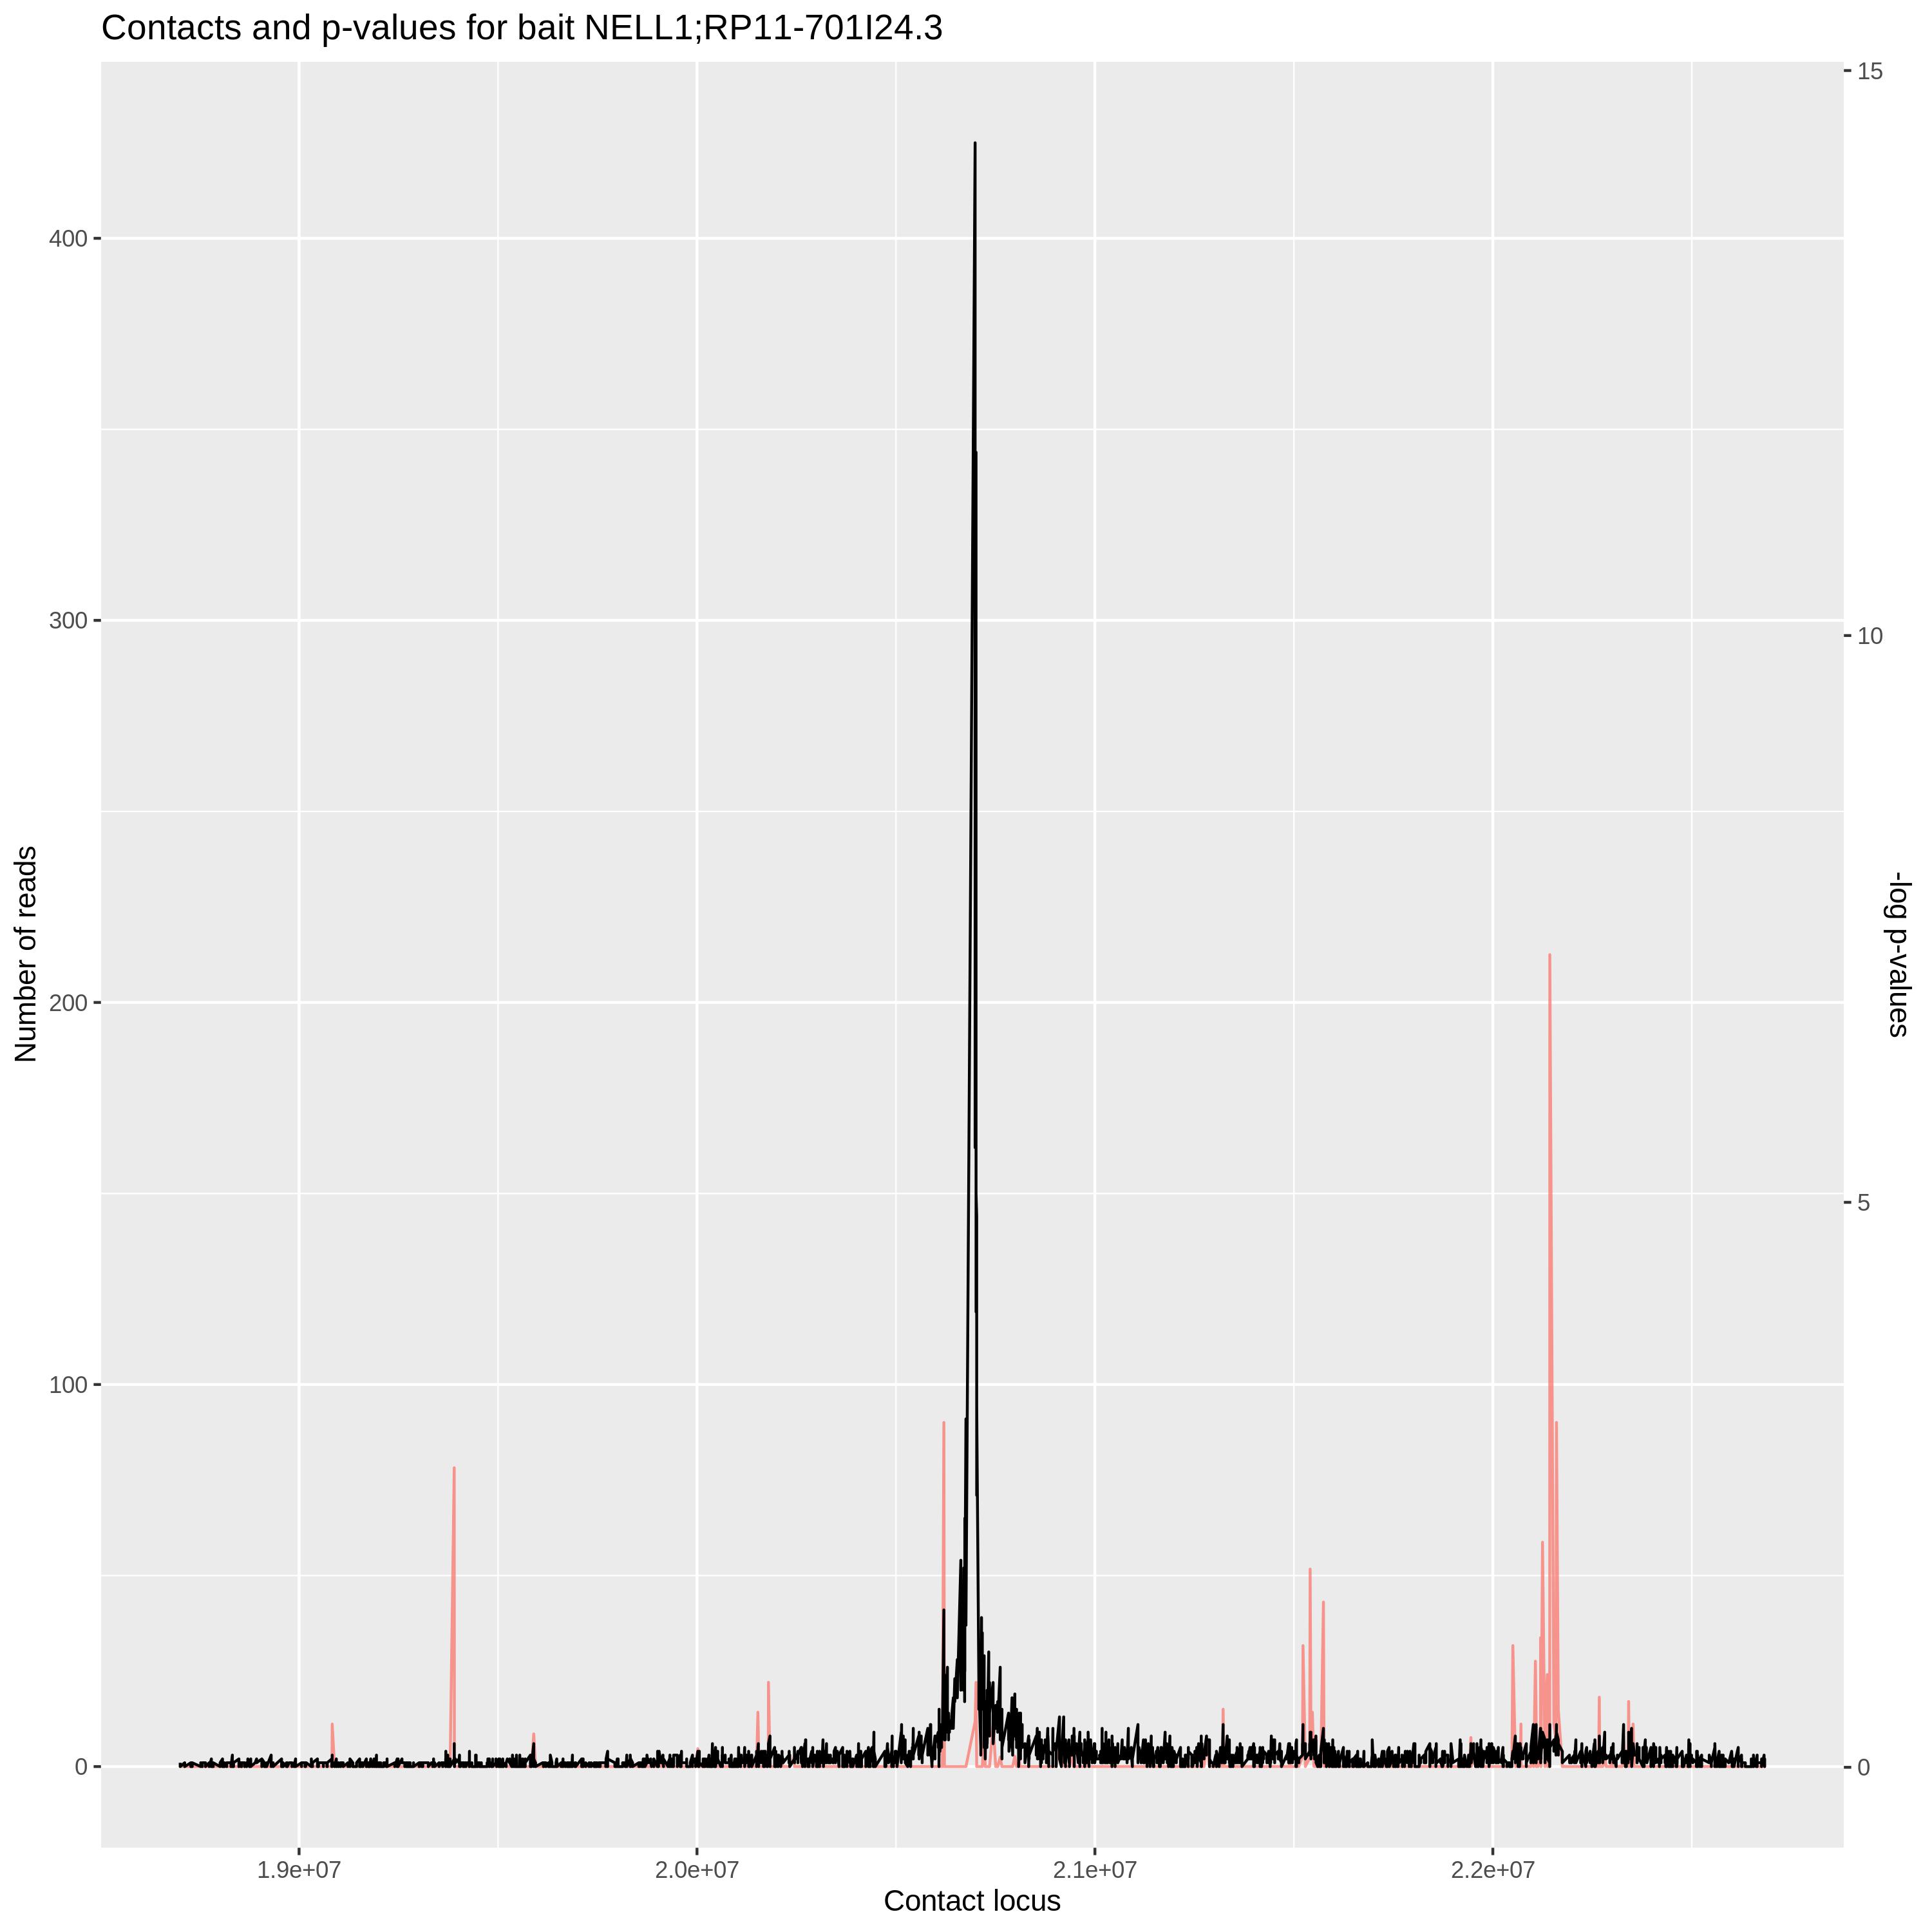 Contacts and p-values for bait NELL1;RP11-701I24.3
Number of reads
400
300
200
100
0
15
10
5
0
-log p-values
1.9e+07
2.0e+07
2.1e+07
2.2e+07
Contact locus